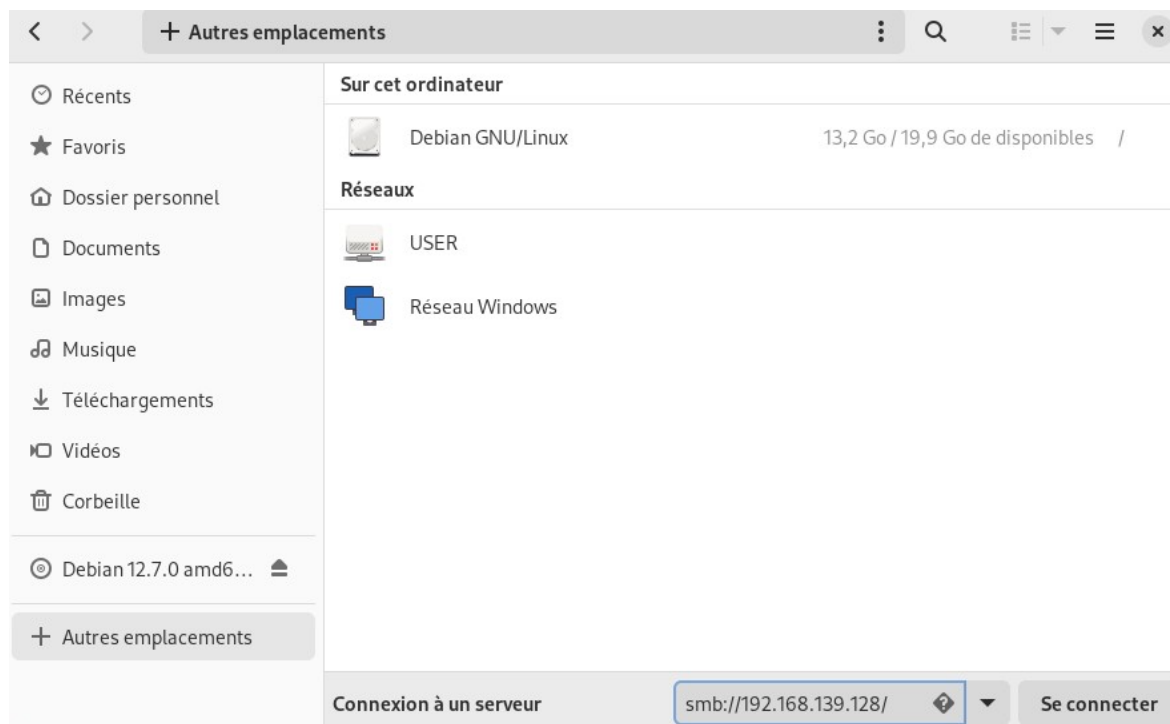 Autres emplacements
Récents
Favoris
Dossier personnel
Documents
Images
Musique
Téléchargements
Vidéos
Corbeille
Debian 12.7.0 amd6...
Autres emplacements
Sur cet ordinateur
Debian GNU/Linux 13,2 Go / 19,9 Go de disponibles /
Réseaux
USER
Réseau Windows
Connexion à un serveur smb://192.168.139.128/ Se connecter